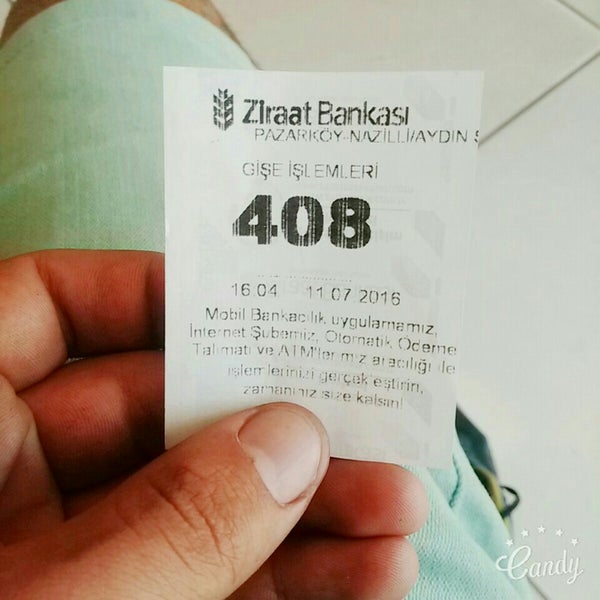 Ziraat Bankası
PAZARKÖY-NAZİLLİ/AYDIN Ş
GİŞE İŞLEMLERİ
408
16.04 11.07.2016
Mobil Bankacılık uygulamamız,
İnternet Şubemiz, Otomatik Ödeme
Talimatı ve ATM'lerimiz aracılığı ile
işlemlerinizi gerçekleştirin,
zamanınız size kalsın!
Candy